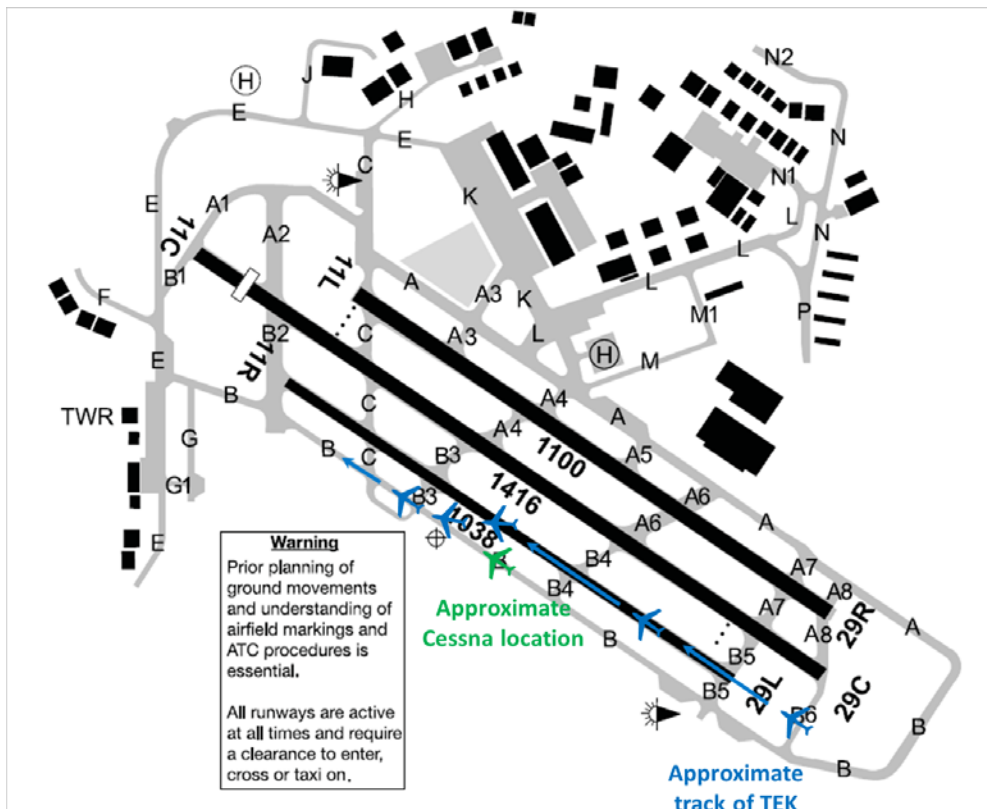 N2
J
H
E
H
N
E
C
K
N1
E
A1
L
A2
N
11C
L
B1
11L
A
A3
K
L
P
F
A3
L
M1
B2
C
H
M
E
11R
A4
A
B
C
A4
TWR
1100
A5
G
B
C
B3
A6
1416
A
G1
B3
A6
1038
E
B
B4
A7
B4
A8
A7
29R
A
B
A8
B5
B5
29L
B6
29C
B
B
Warning
Prior planning of
ground movements
and understanding of
airfield markings and
ATC procedures is
essential.
All runways are active
at all times and require
a clearance to enter,
cross or taxi on.
Approximate
Cessna location
Approximate
track of TEK